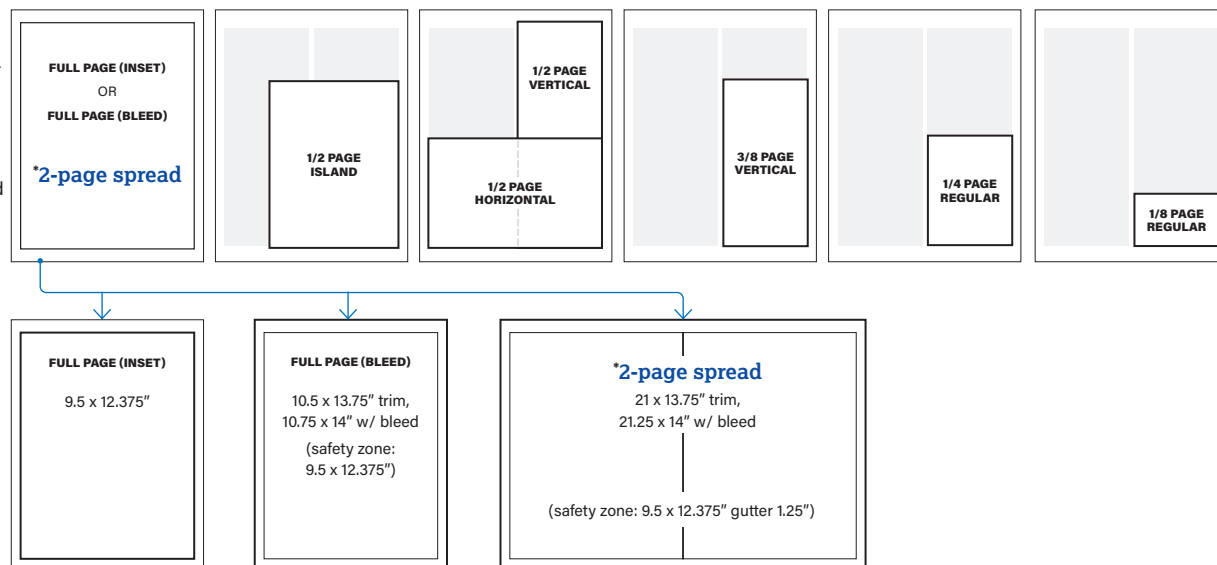 FULL PAGE (INSET)
OR
FULL PAGE (BLEED)
*2-page spread
1/2 PAGE
ISLAND
1/2 PAGE
VERTICAL
1/2 PAGE
HORIZONTAL
3/8 PAGE
VERTICAL
1/4 PAGE
REGULAR
1/8 PAGE
REGULAR
FULL PAGE (INSET)
9.5 x 12.375"
FULL PAGE (BLEED)
10.5 x 13.75" trim,
10.75 x 14" w/ bleed
(safety zone:
9.5 x 12.375")
*2-page spread
21 x 13.75" trim,
21.25 x 14" w/ bleed
(safety zone: 9.5 x 12.375" gutter 1.25")